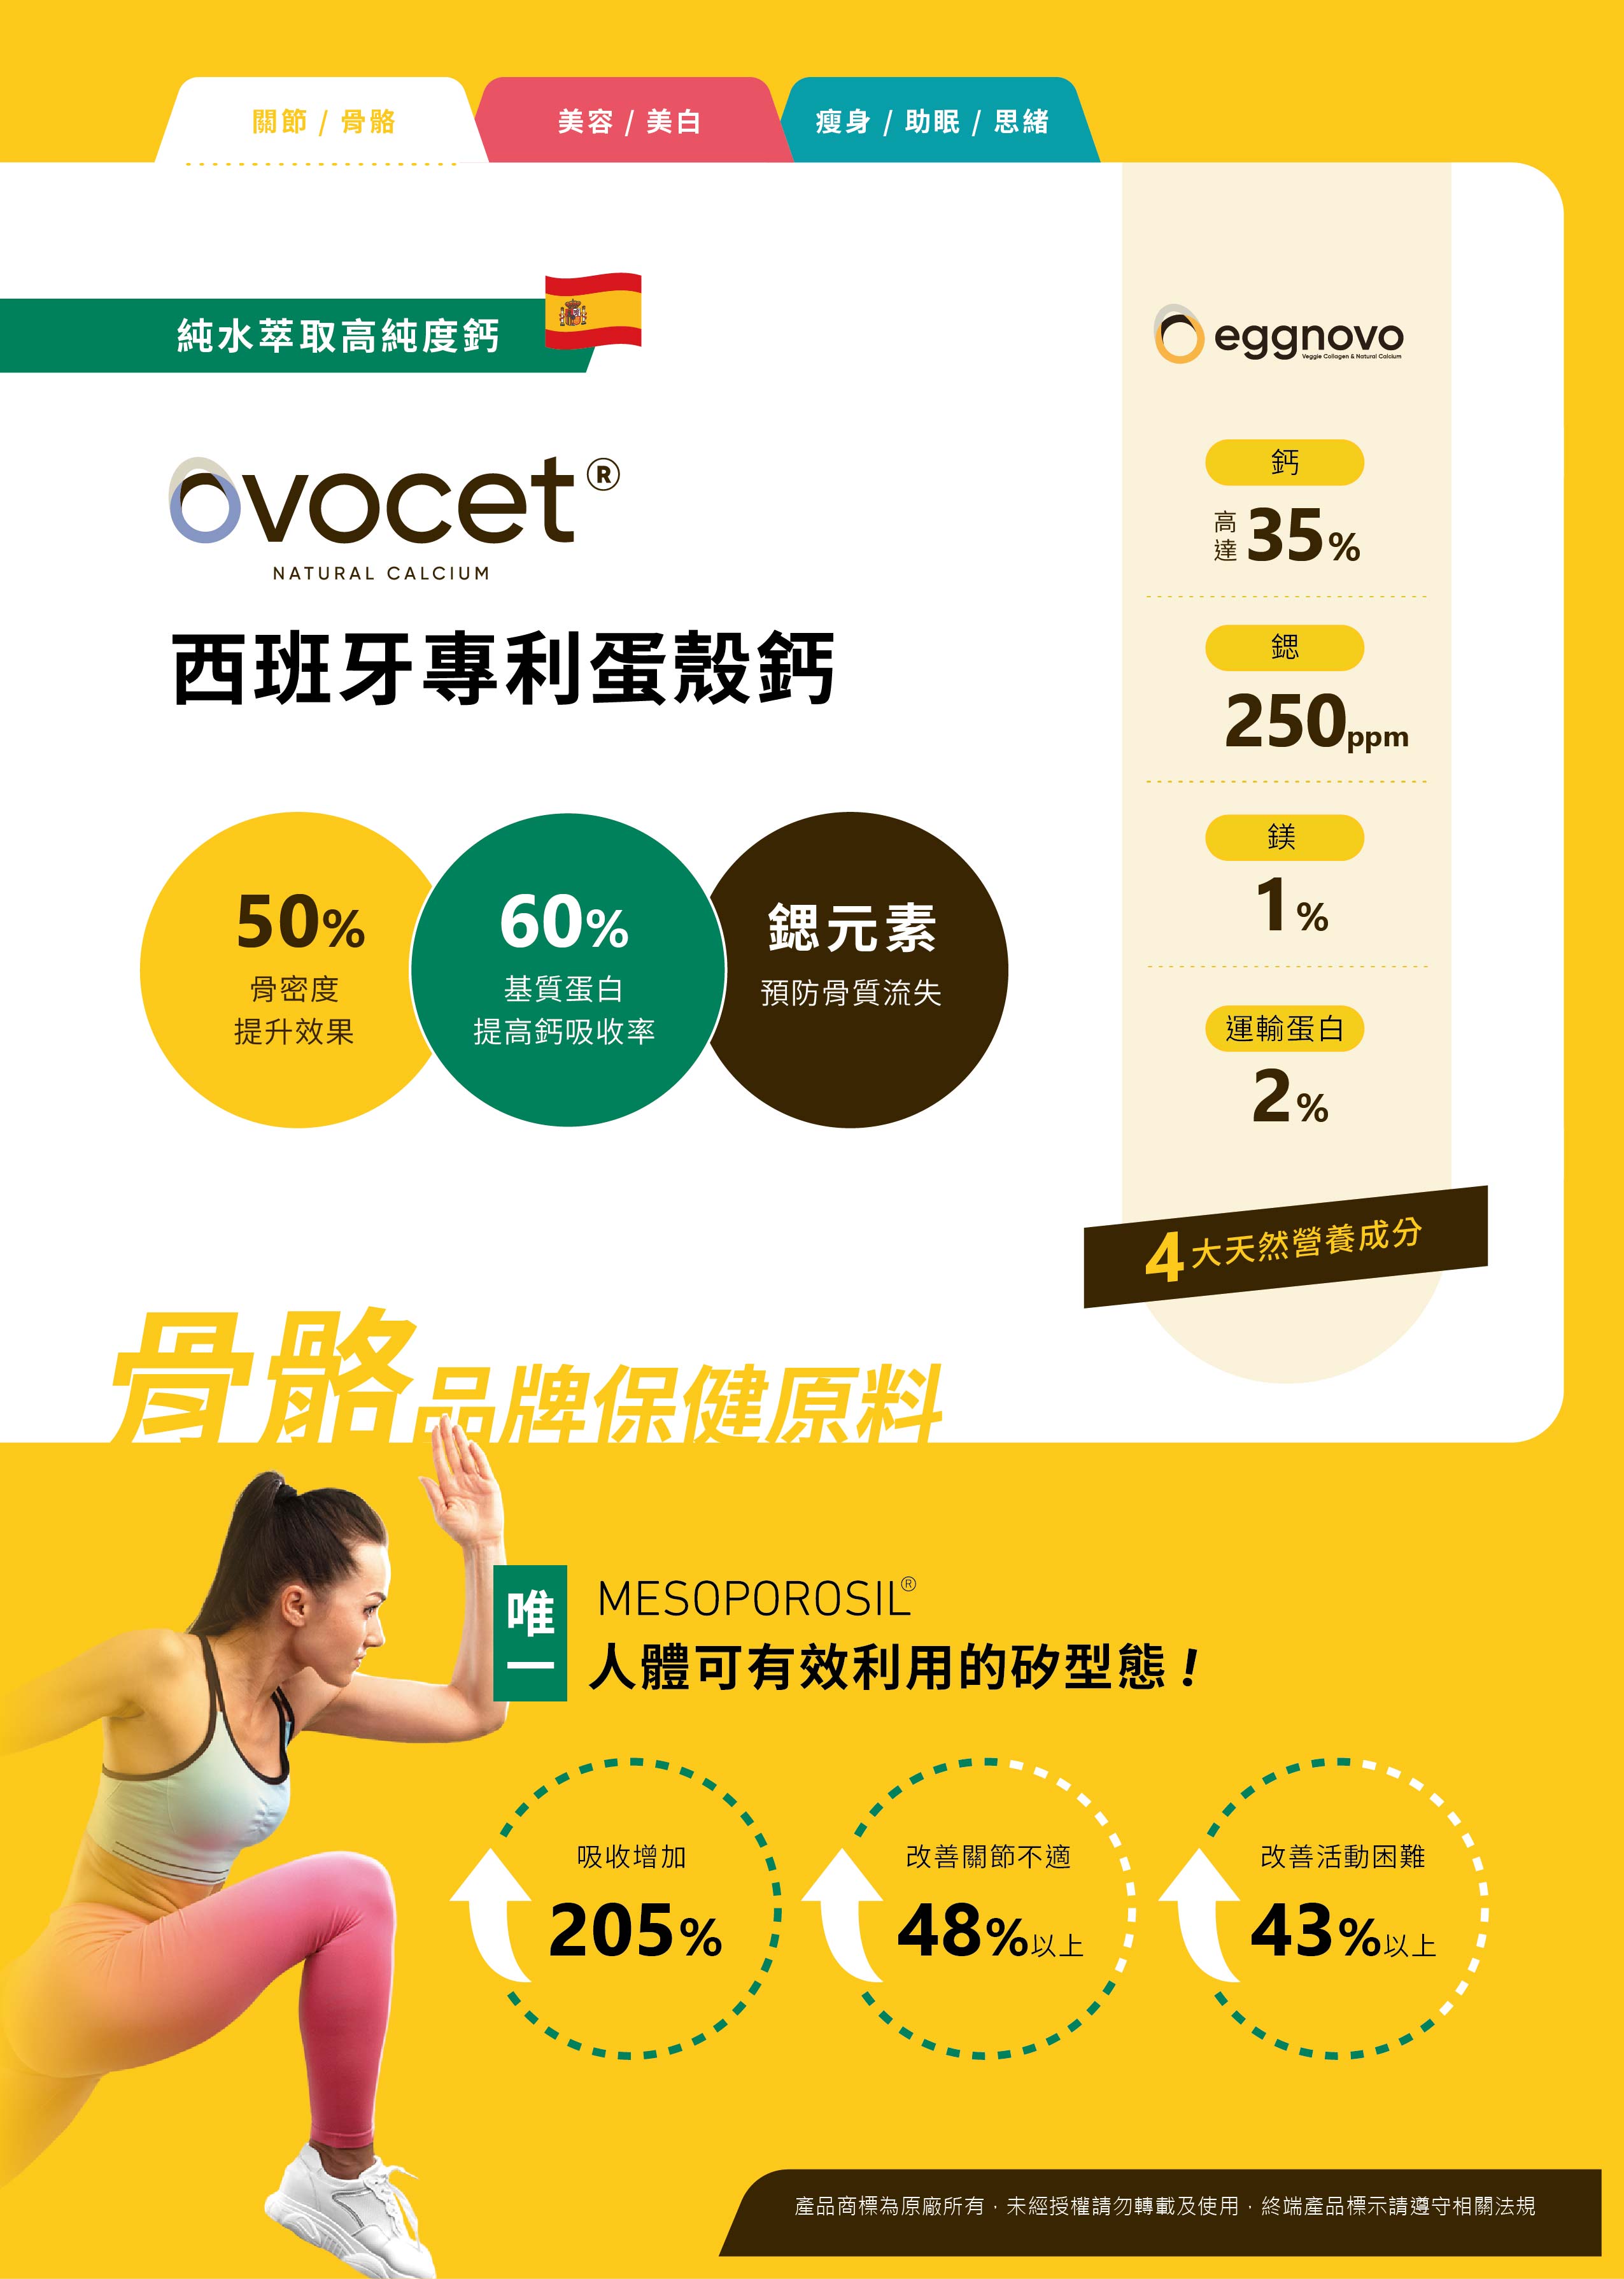 關節 / 骨骼
美容 / 美白
瘦身 / 助眠 / 思緒
純水萃取高純度鈣
ovocet®
NATURAL CALCIUM
西班牙專利蛋殼鈣
50%
骨密度
提升效果
60%
基質蛋白
提高鈣吸收率
鍶元素
預防骨質流失
eggnovo
Veggie Collagen & Natural Calcium
鈣
高達35%
鍶
250ppm
鎂
1%
運輸蛋白
2%
4大天然營養成分
骨骼品牌保健原料
唯一
MESOPOROSIL®
人體可有效利用的矽型態！
吸收增加
205%
改善關節不適
48%以上
改善活動困難
43%以上
產品商標為原廠所有，未經授權請勿轉載及使用，終端產品標示請遵守相關法規